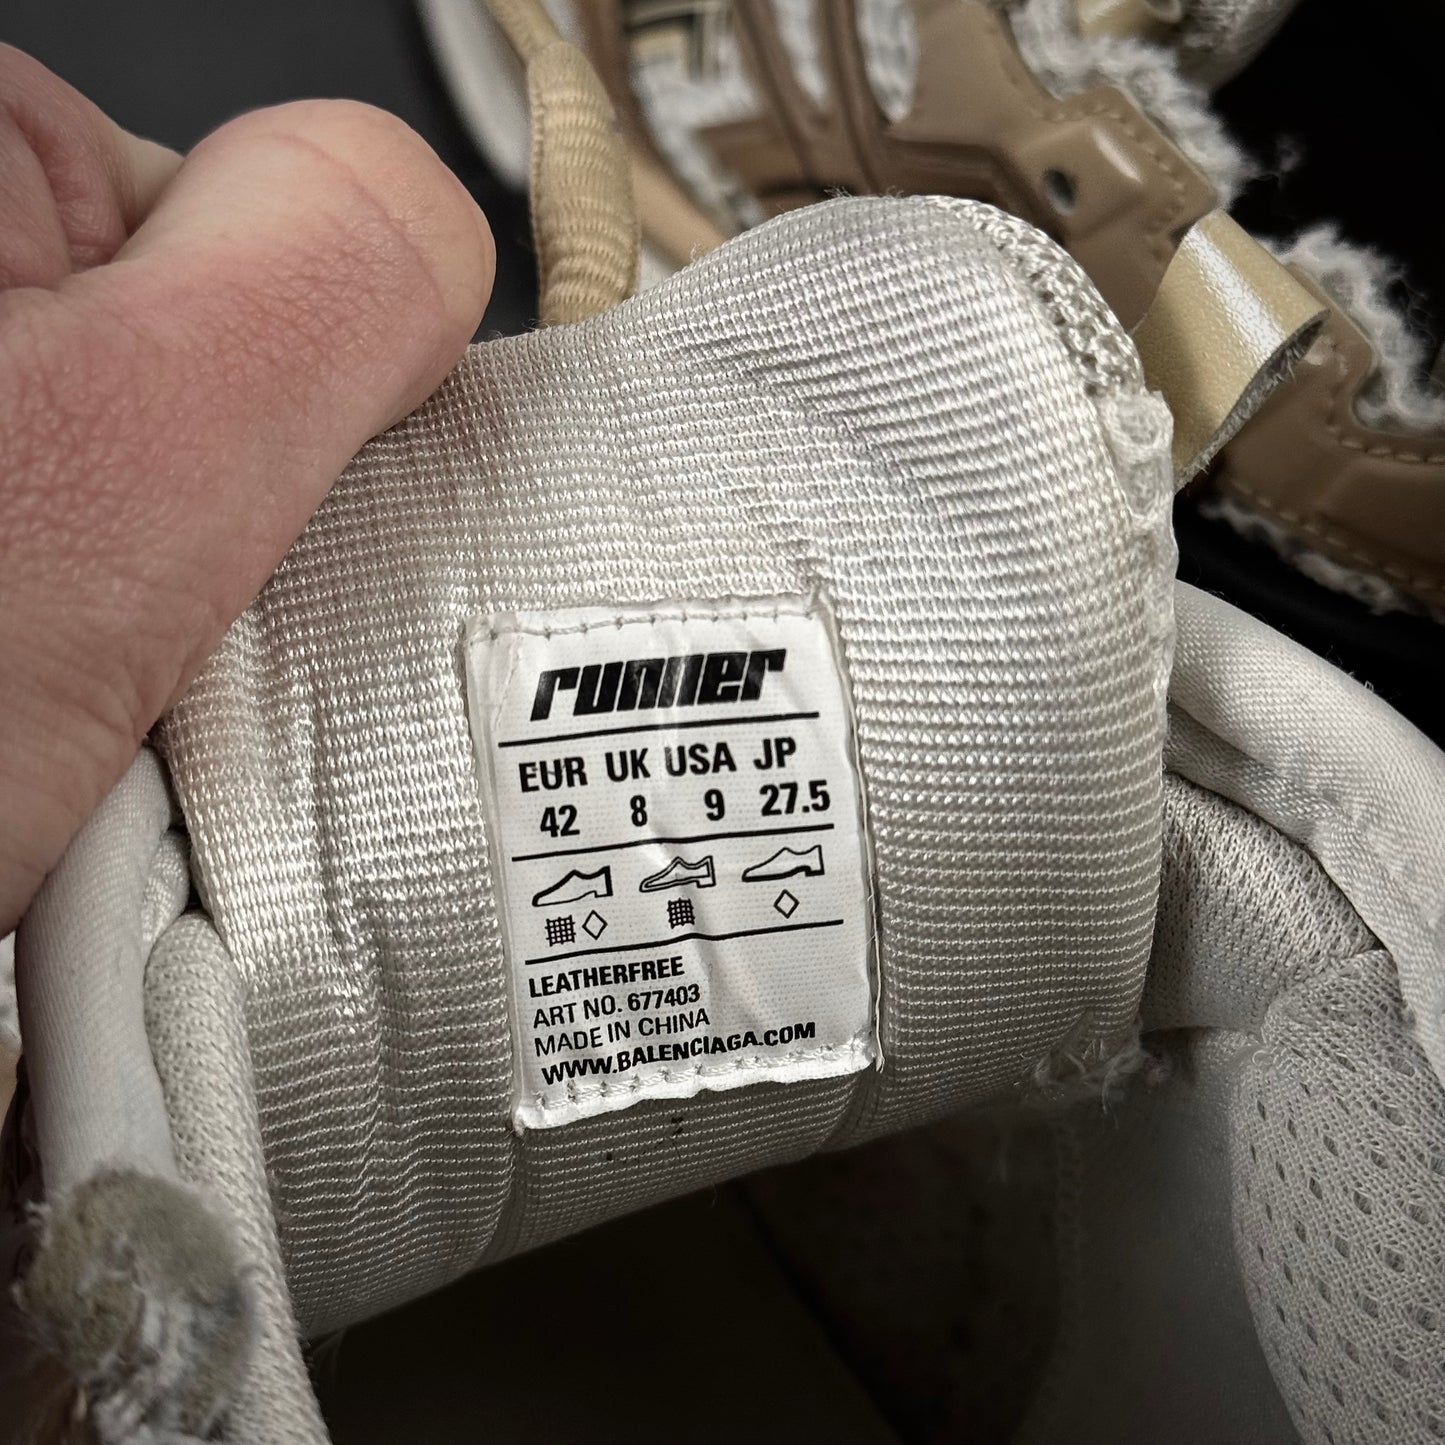 runner
EUR UK USA JP
42 8 9 27.5
LEATHERFREE
ART NO. 677403
MADE IN CHINA
WWW.BALENCIAGA.COM